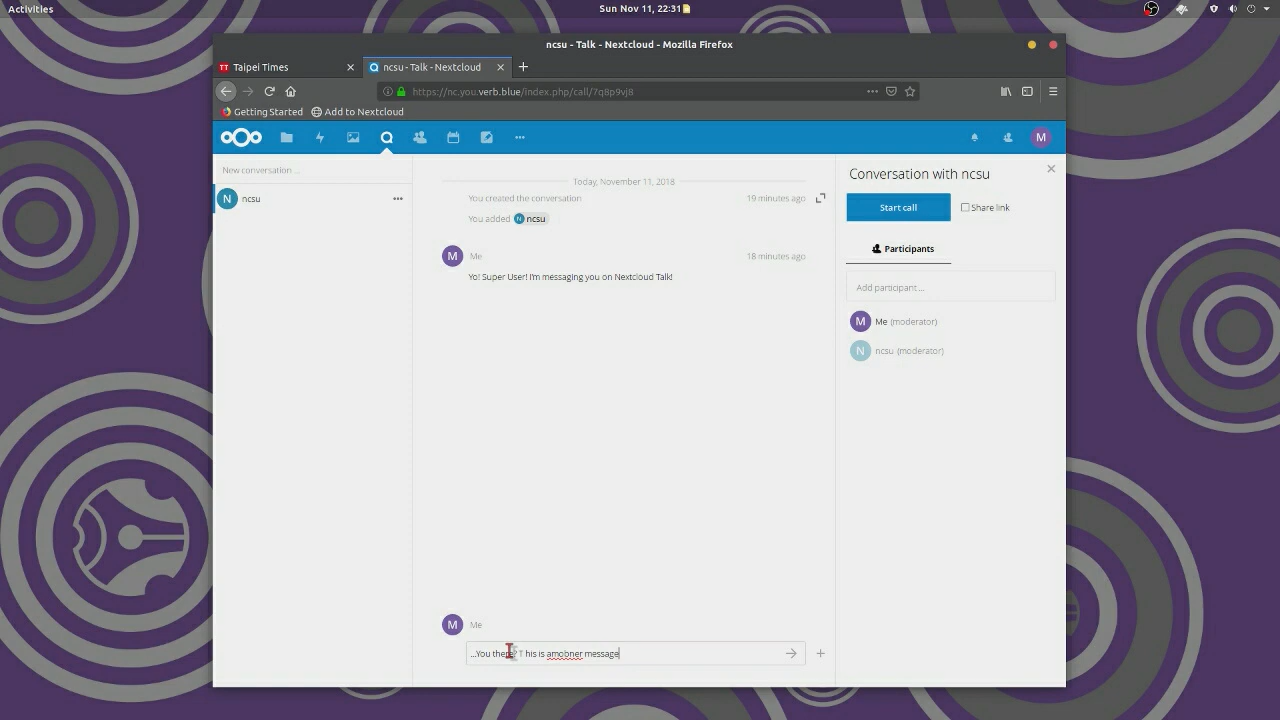 Activities
Sun Nov 11, 22:31
ncsu - Talk - Nextcloud - Mozilla Firefox
TT Taipei Times
ncsu - Talk - Nextcloud
https://nc.you.verb.blue/index.php/call/7q8p9vj8
Getting Started
Add to Nextcloud
M
New conversation ...
N ncsu
Today, November 11, 2018
You created the conversation
19 minutes ago
You added N ncsu
M Me
18 minutes ago
Yo! Super User! I'm messaging you on Nextcloud Talk!
M Me
...You there? T his is amobner message
Conversation with ncsu
Start call
Share link
Participants
Add participant ...
M Me (moderator)
N ncsu (moderator)